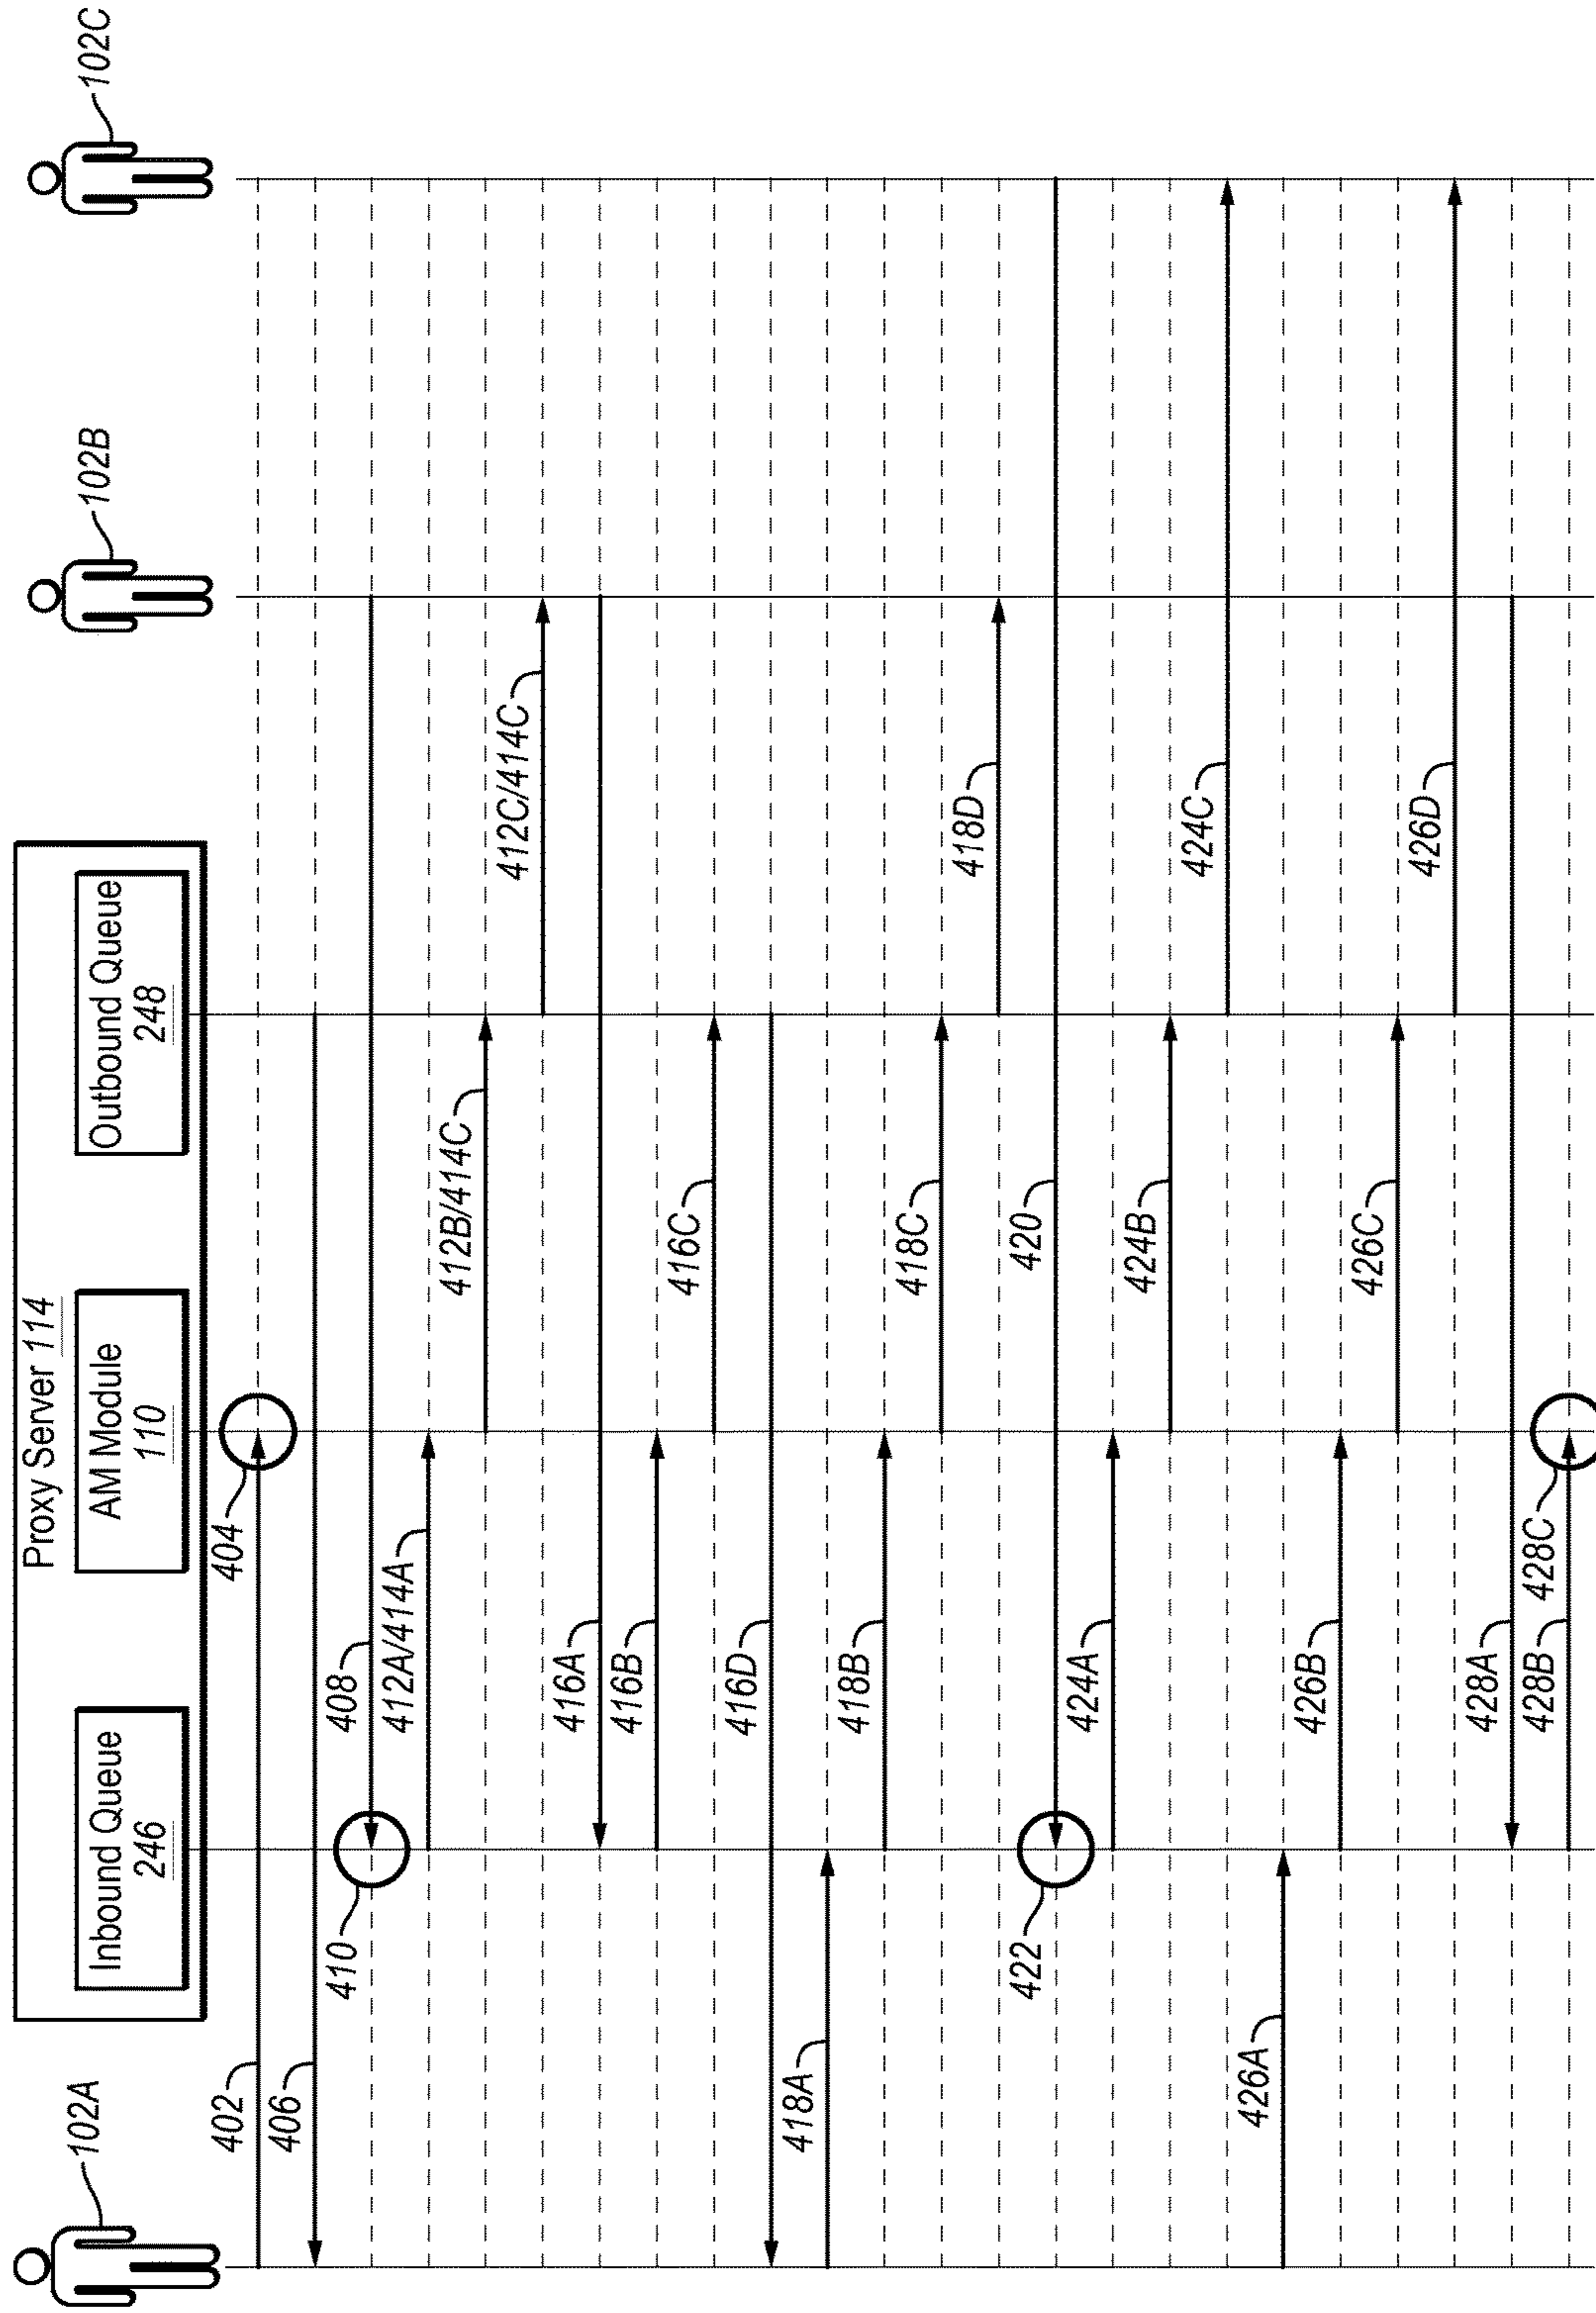 Proxy Server 114
Inbound Queue
246
AM Module
110
Outbound Queue
248
102A
102B
102C
402
404
406
408
410
412A/414A
412B/414C
412C/414C
416A
416B
416C
416D
418A
418B
418C
418D
420
422
424A
424B
424C
426A
426B
426C
426D
428A
428B
428C